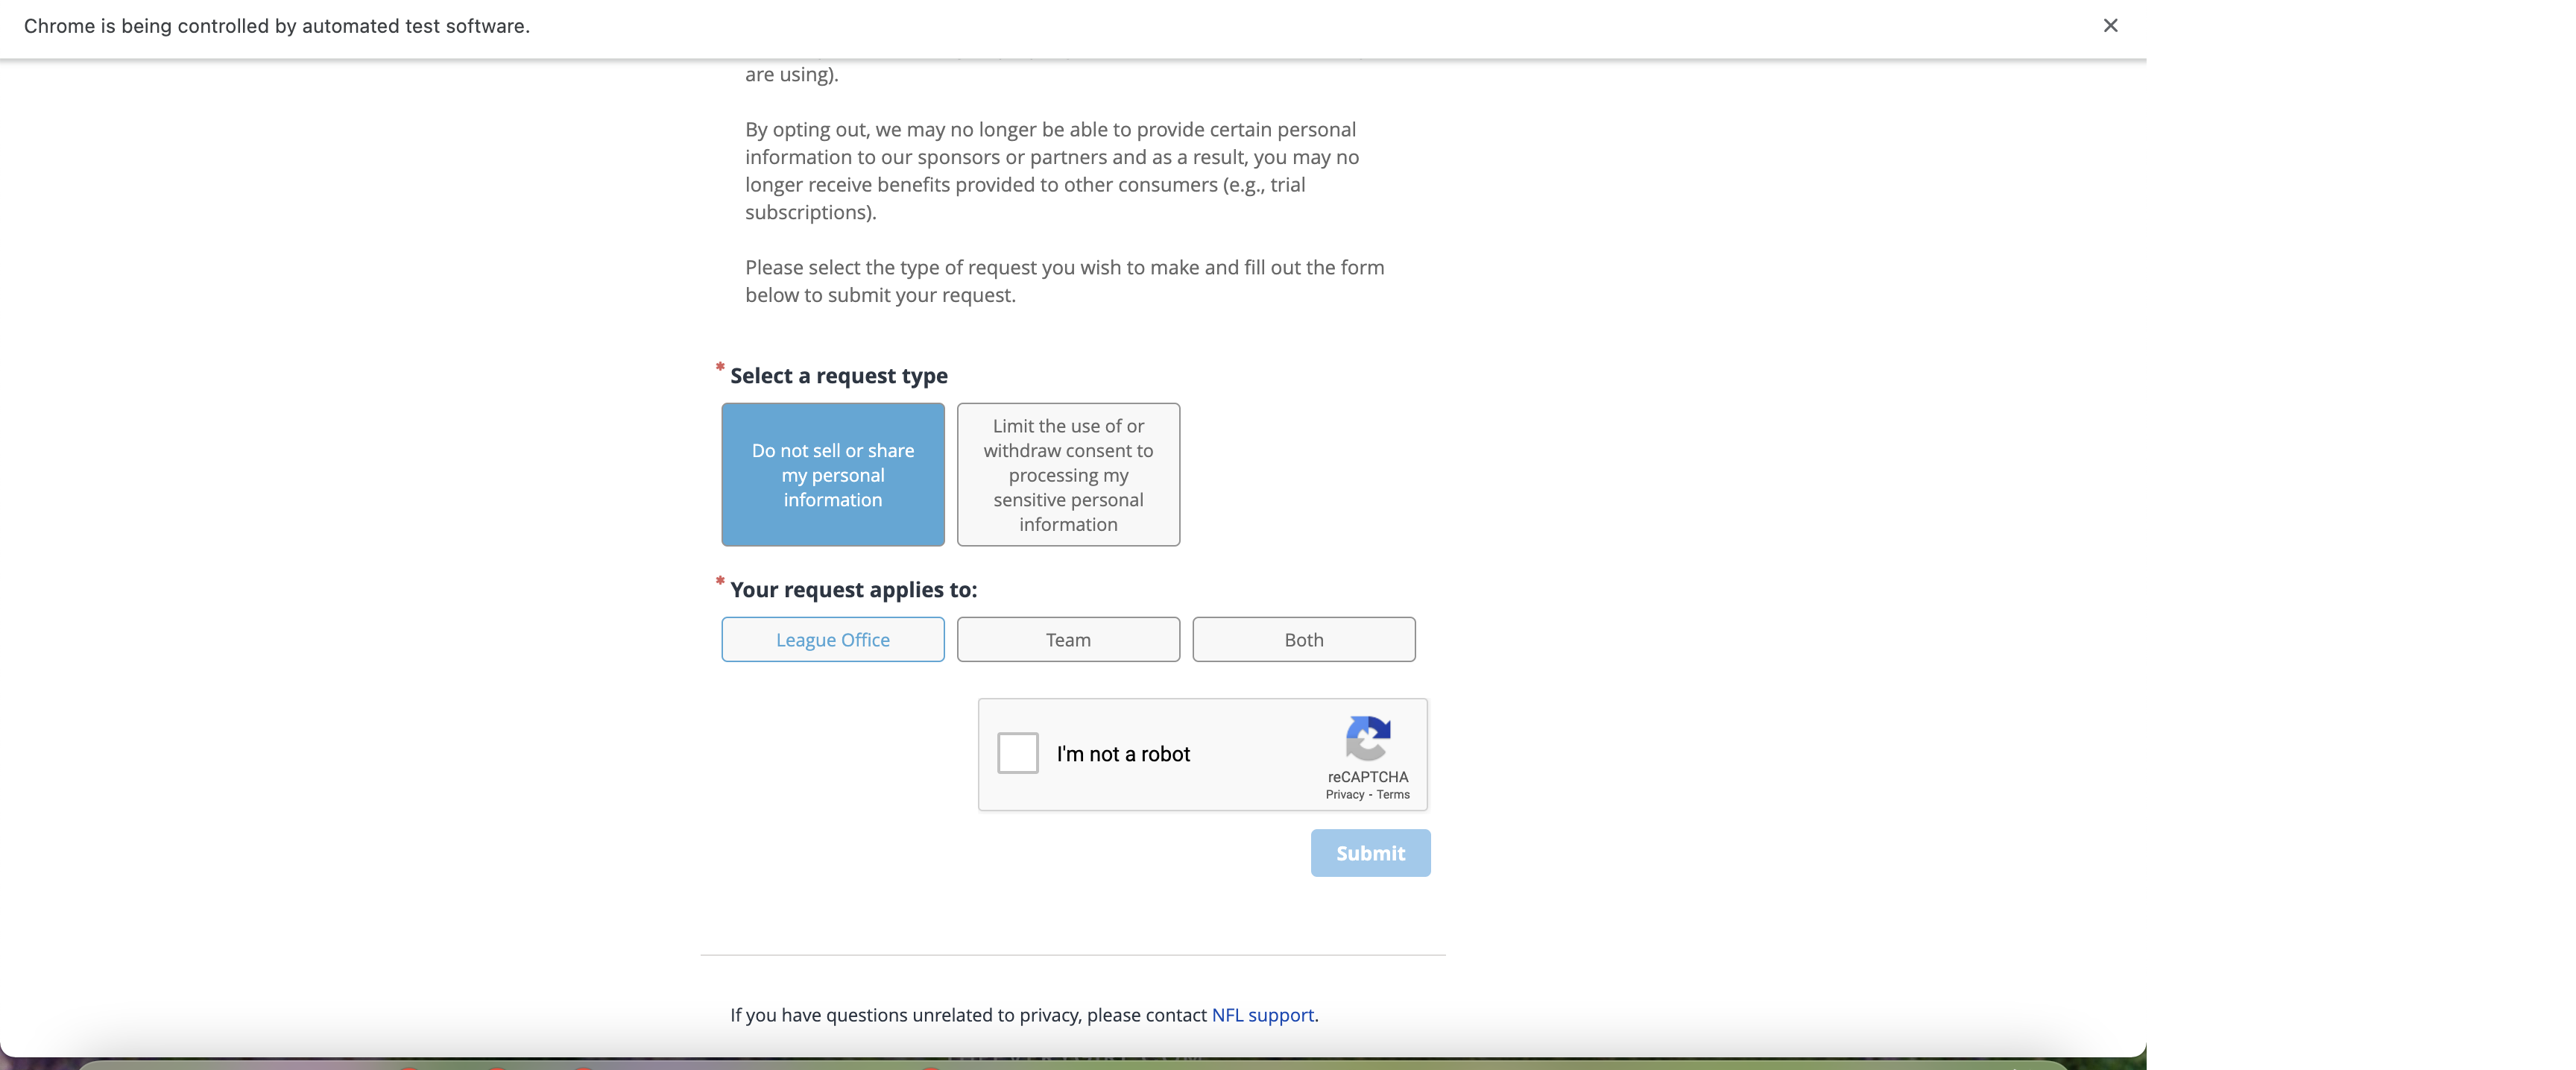 Chrome is being controlled by automated test software.
are using).
By opting out, we may no longer be able to provide certain personal
information to our sponsors or partners and as a result, you may no
longer receive benefits provided to other consumers (e.g., trial
subscriptions).
Please select the type of request you wish to make and fill out the form
below to submit your request.
* Select a request type
Do not sell or share
my personal
information
Limit the use of or
withdraw consent to
processing my
sensitive personal
information
* Your request applies to:
League Office
Team
Both
I'm not a robot
reCAPTCHA
Privacy - Terms
Submit
If you have questions unrelated to privacy, please contact NFL support.